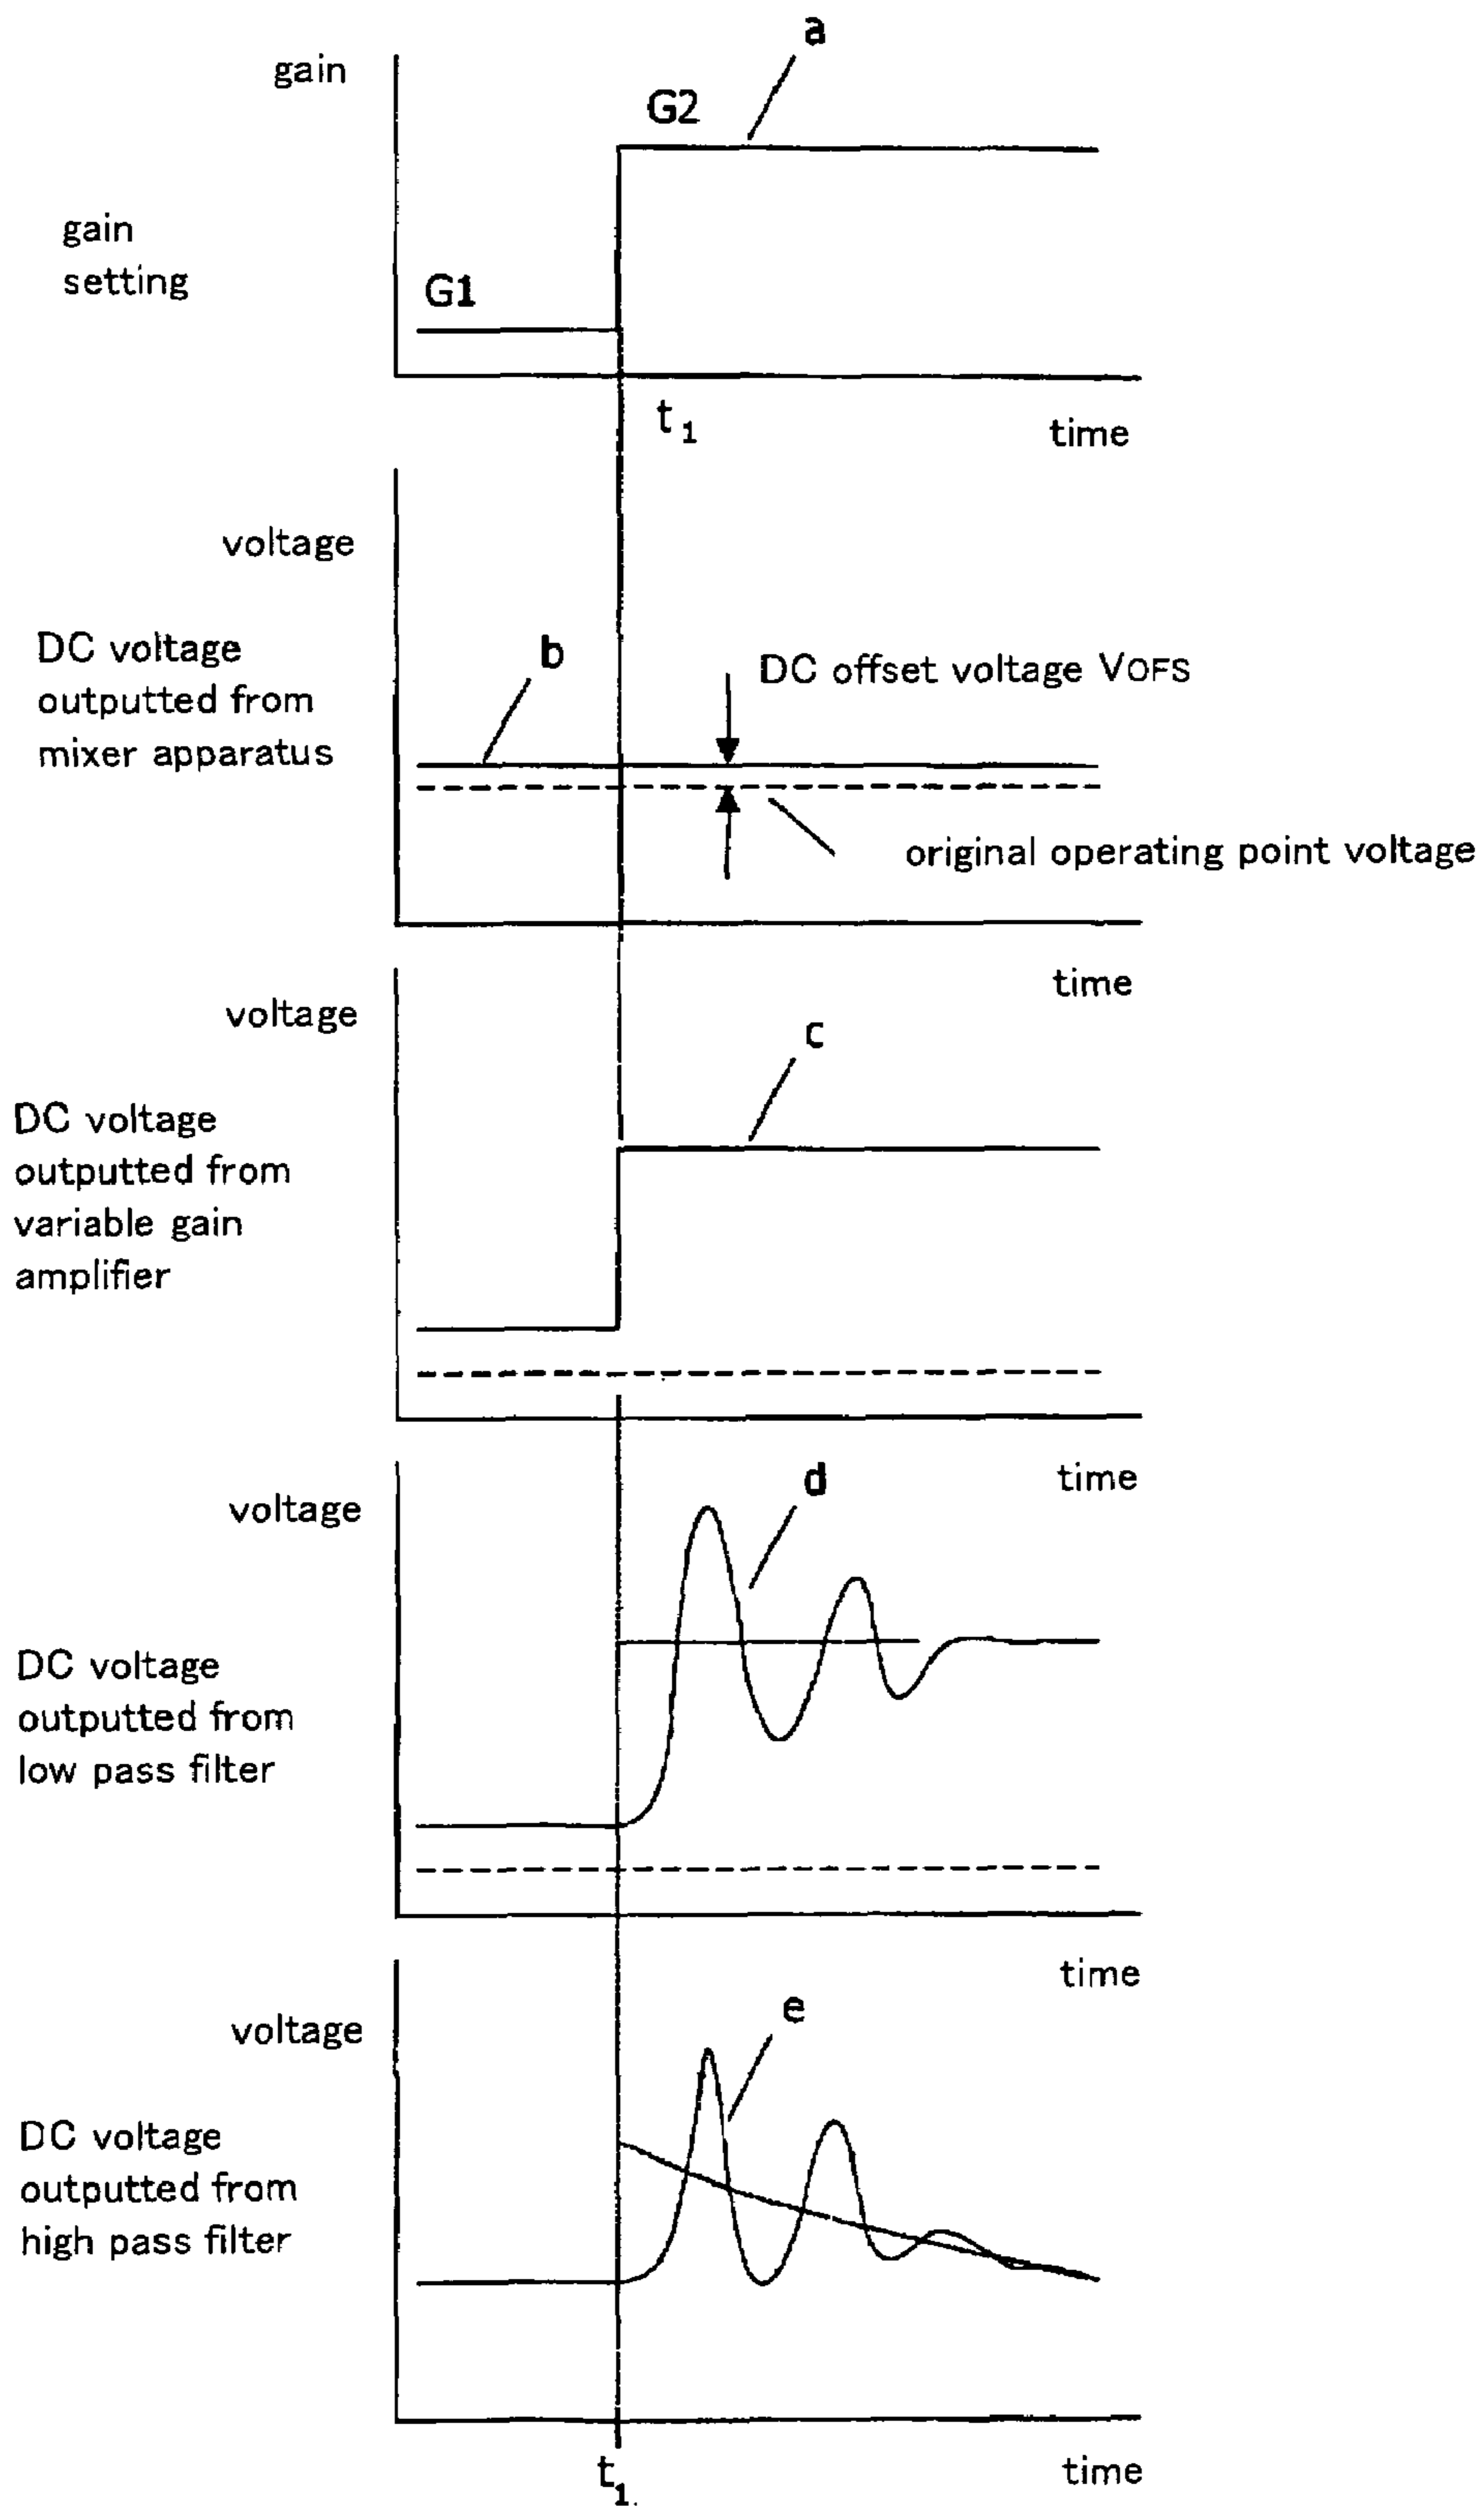 a
gain
G2
gain
setting
G1
t1
time
voltage
DC voltage
outputted from
mixer apparatus
b
DC offset voltage VOFS
original operating point voltage
time
voltage
c
DC voltage
outputted from
variable gain
amplifier
time
voltage
d
DC voltage
outputted from
low pass filter
time
voltage
e
DC voltage
outputted from
high pass filter
t1
time